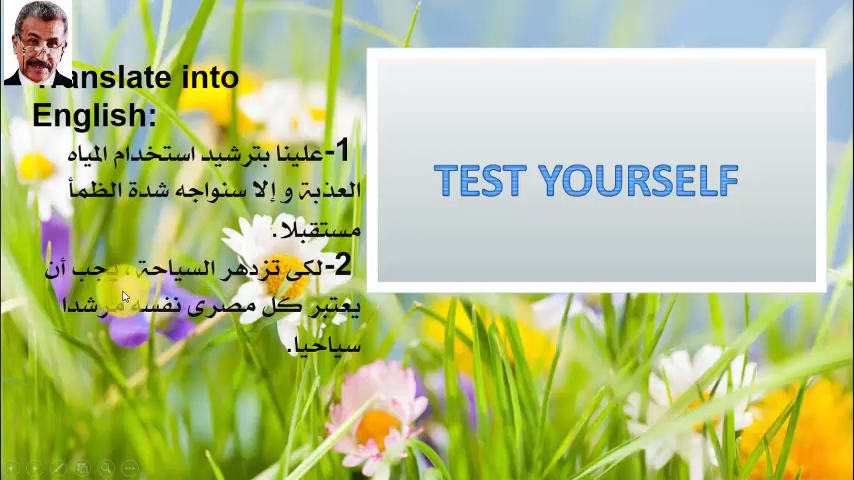 Translate into
English:
1-علينا بترشيد استخدام المياه
العذبة و إلا سنواجه شدة الظمأ
مستقبلا.
2-لكى تزدهر السياحة ، يجب أن
يعتبر كل مصرى نفسه مرشدا
سياحيا.
TEST YOURSELF